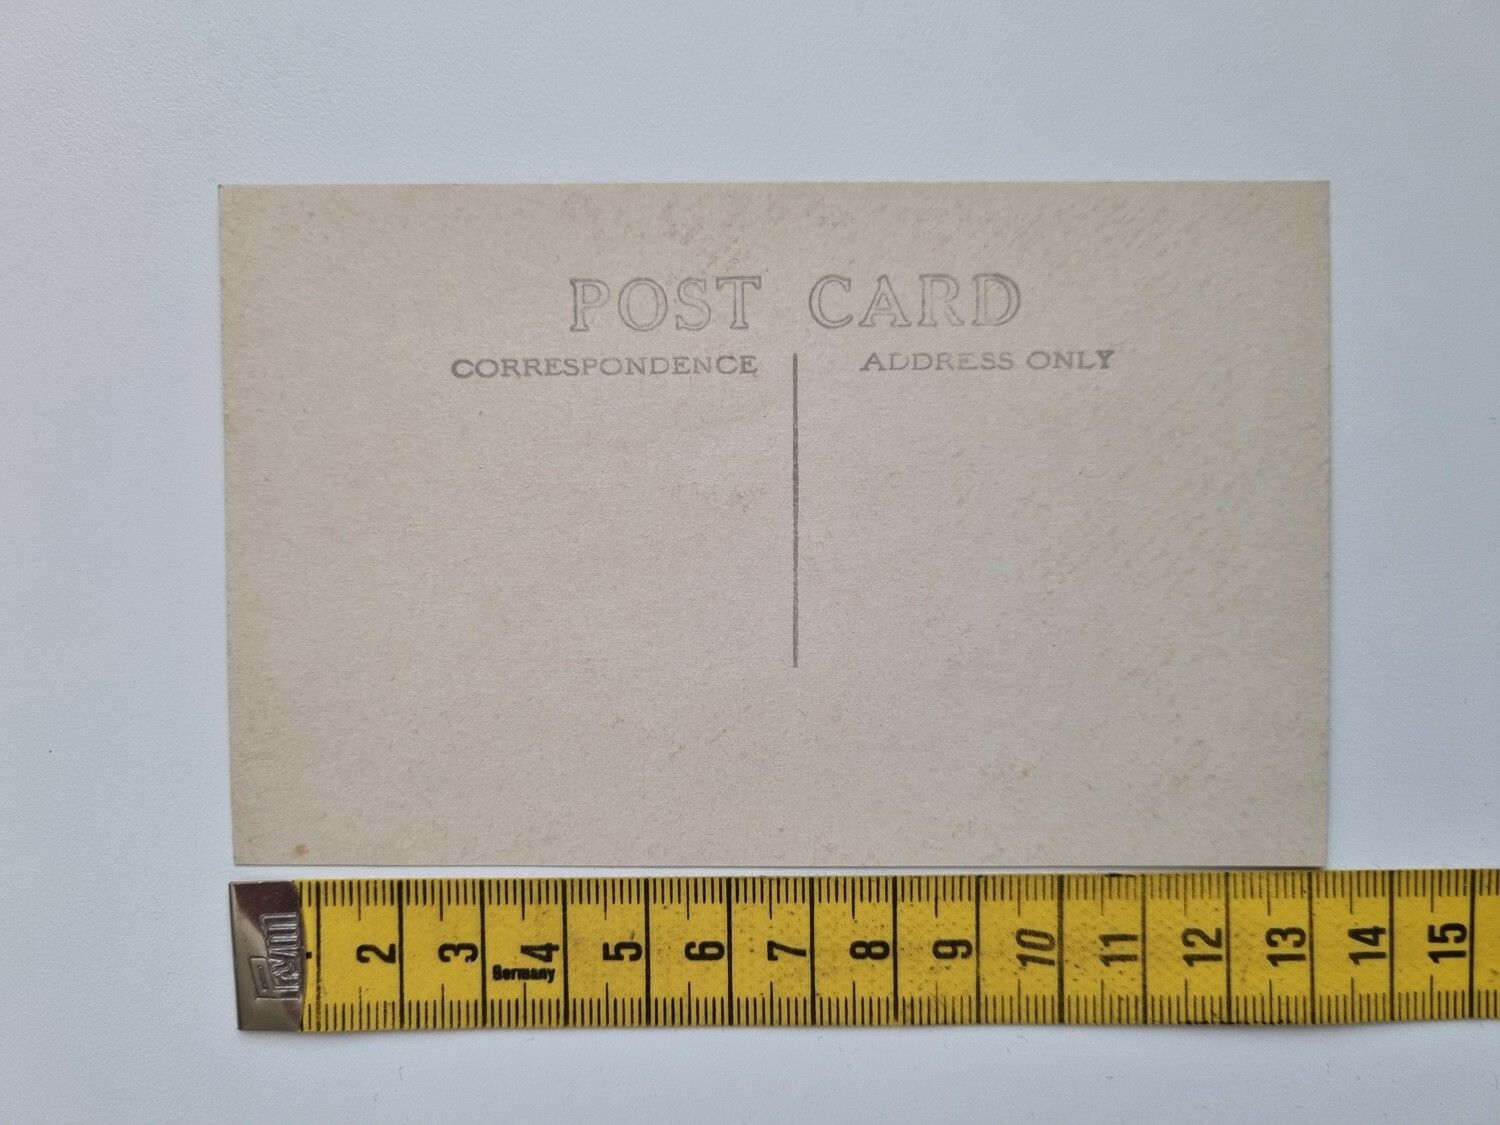 POST CARD
CORRESPONDENCE ADDRESS ONLY
Prym 2 3 4 5 6 7 8 9 10 11 12 13 14 15
Germany